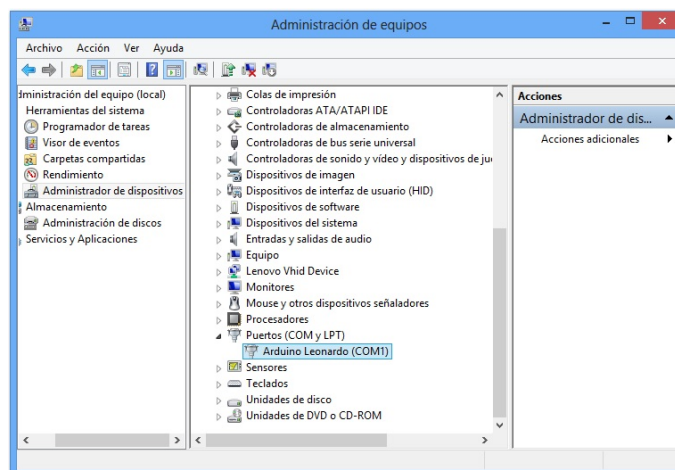 Administración de equipos
Archivo Acción Ver Ayuda
dministración del equipo (local)
Herramientas del sistema
Programador de tareas
Visor de eventos
Carpetas compartidas
Rendimiento
Administrador de dispositivos
Almacenamiento
Administración de discos
Servicios y Aplicaciones
Colas de impresión
Controladoras ATA/ATAPI IDE
Controladoras de almacenamiento
Controladoras de bus serie universal
Controladoras de sonido y vídeo y dispositivos de jue
Dispositivos de imagen
Dispositivos de interfaz de usuario (HID)
Dispositivos de software
Dispositivos del sistema
Entradas y salidas de audio
Equipo
Lenovo Vhid Device
Monitores
Mouse y otros dispositivos señaladores
Procesadores
Puertos (COM y LPT)
Arduino Leonardo (COM1)
Sensores
Teclados
Unidades de disco
Unidades de DVD o CD-ROM
Acciones
Administrador de dis...
Acciones adicionales